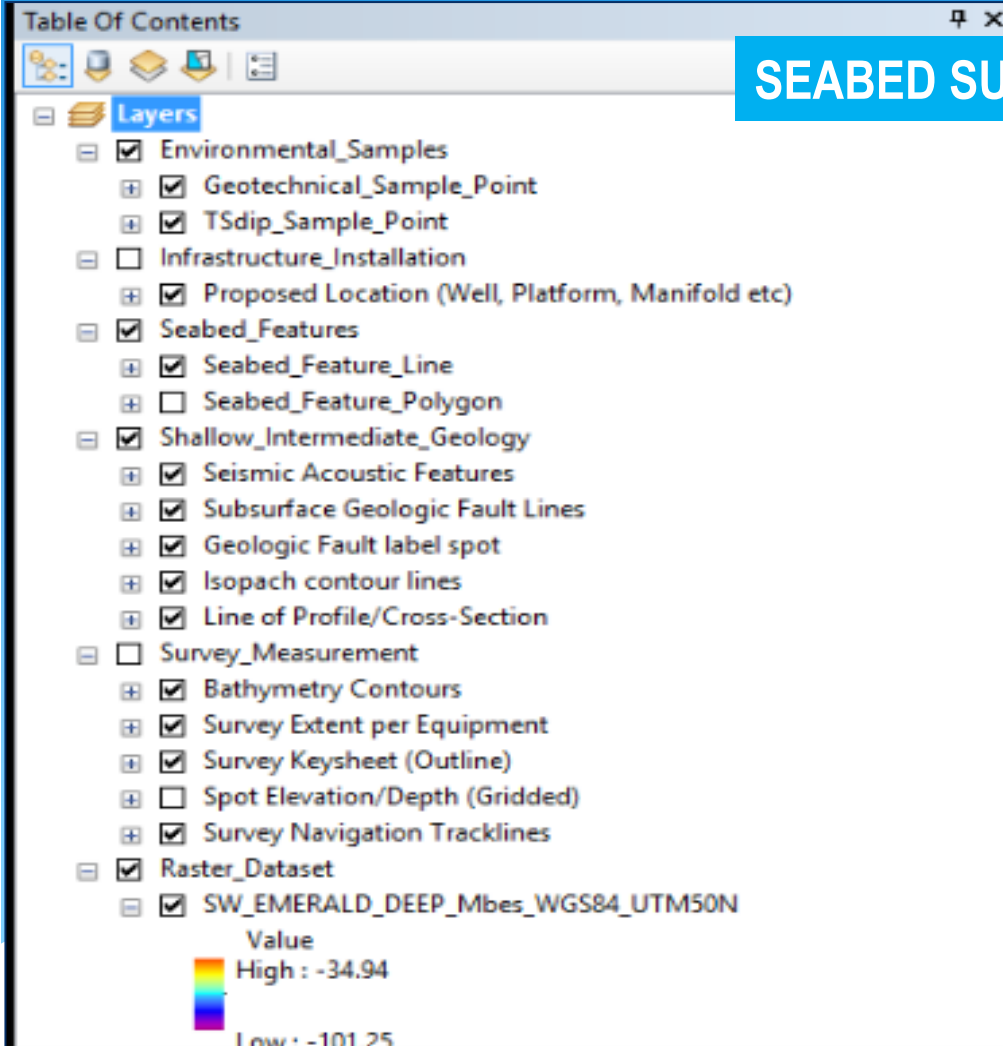 Table Of Contents
SEABED SU
Layers
Environmental_Samples
Geotechnical_Sample_Point
TSdip_Sample_Point
Infrastructure_Installation
Proposed Location (Well, Platform, Manifold etc)
Seabed_Features
Seabed_Feature_Line
Seabed_Feature_Polygon
Shallow_Intermediate_Geology
Seismic Acoustic Features
Subsurface Geologic Fault Lines
Geologic Fault label spot
Isopach contour lines
Line of Profile/Cross-Section
Survey_Measurement
Bathymetry Contours
Survey Extent per Equipment
Survey Keysheet (Outline)
Spot Elevation/Depth (Gridded)
Survey Navigation Tracklines
Raster_Dataset
SW_EMERALD_DEEP_Mbes_WGS84_UTM50N
Value
High : -34.94
Low : -101.25